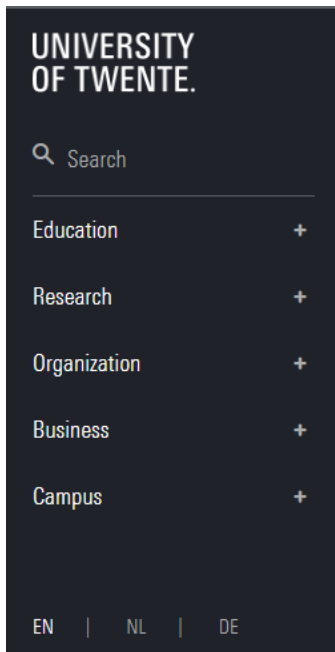 UNIVERSITY
OF TWENTE.
Search
Education +
Research +
Organization +
Business +
Campus +
EN | NL | DE